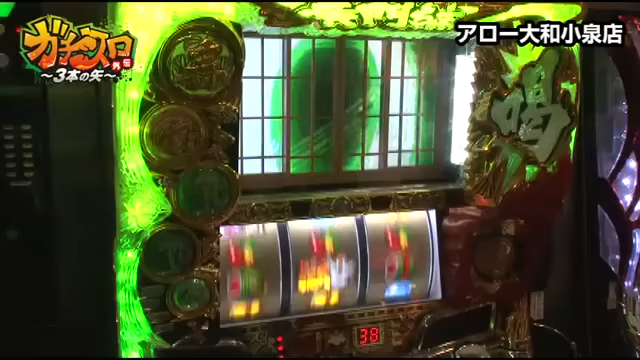 ガチスロ
外伝
～3本の矢～
アロー大和小泉店
喝
38